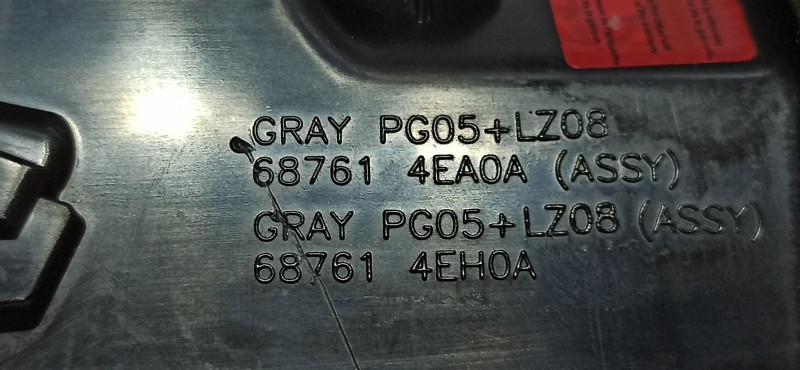 GRAY PG05+LZ08
68761 4EA0A (ASSY)
GRAY PG05+LZ08 (ASSY)
68761 4EH0A